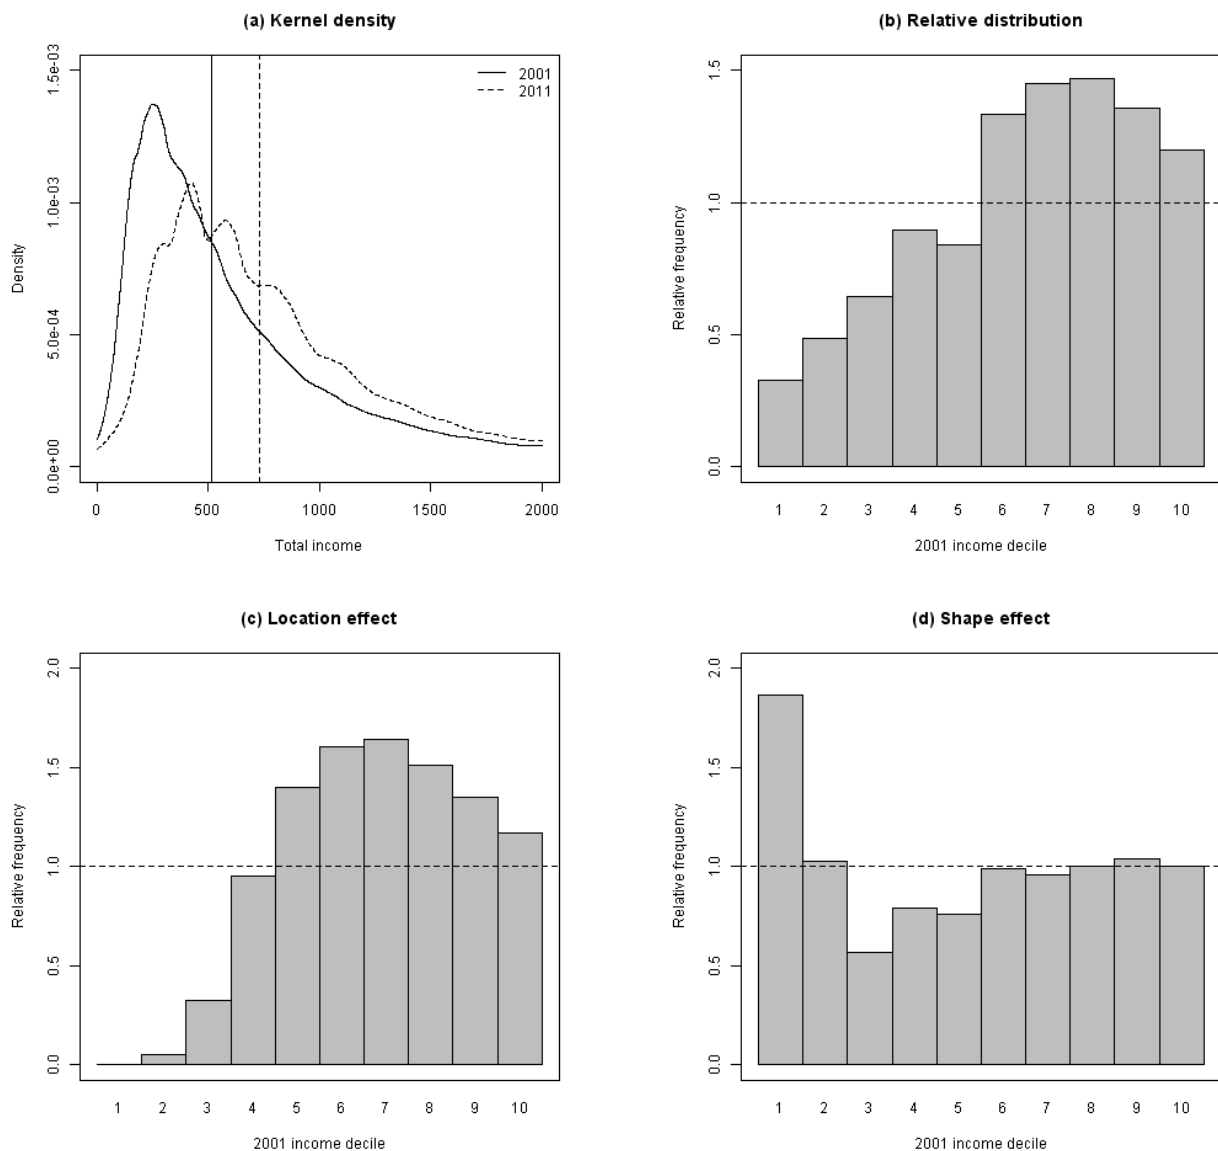 (a) Kernel density
Density
0.0e+00 5.0e-04 1.0e-03 1.5e-03
2001
2011
0 500 1000 1500 2000
Total income
(b) Relative distribution
Relative frequency
0.0 0.5 1.0 1.5
1 2 3 4 5 6 7 8 9 10
2001 income decile
(c) Location effect
Relative frequency
0.0 0.5 1.0 1.5 2.0
1 2 3 4 5 6 7 8 9 10
2001 income decile
(d) Shape effect
Relative frequency
0.0 0.5 1.0 1.5 2.0
1 2 3 4 5 6 7 8 9 10
2001 income decile